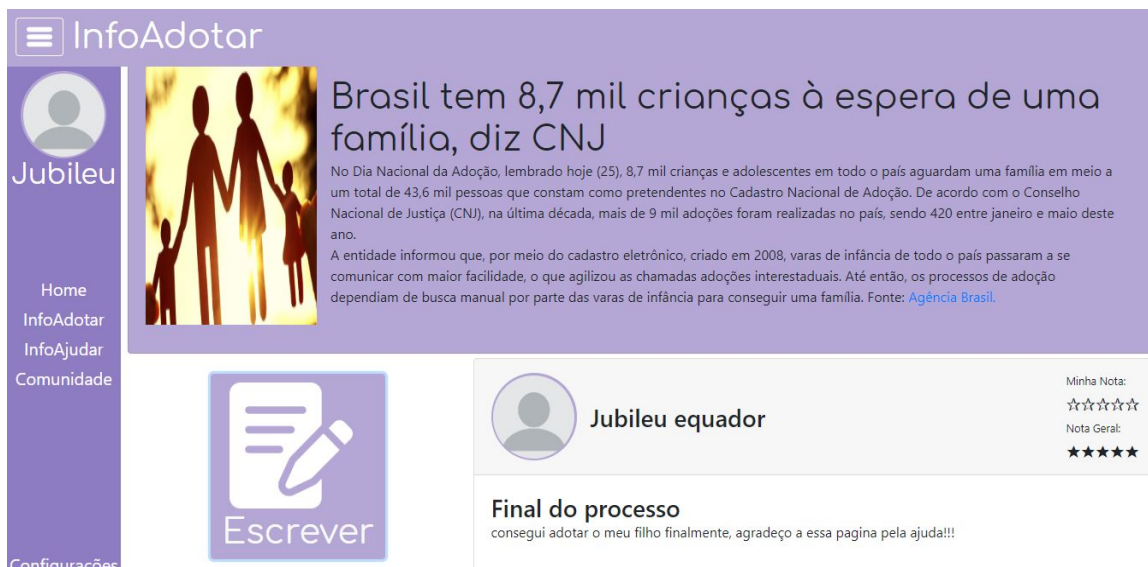 InfoAdotar
Jubileu
Home
InfoAdotar
InfoAjudar
Comunidade
Configurações
Brasil tem 8,7 mil crianças à espera de uma
família, diz CNJ
No Dia Nacional da Adoção, lembrado hoje (25), 8,7 mil crianças e adolescentes em todo o país aguardam uma família em meio a
um total de 43,6 mil pessoas que constam como pretendentes no Cadastro Nacional de Adoção. De acordo com o Conselho
Nacional de Justiça (CNJ), na última década, mais de 9 mil adoções foram realizadas no país, sendo 420 entre janeiro e maio deste
ano.
A entidade informou que, por meio do cadastro eletrônico, criado em 2008, varas de infância de todo o país passaram a se
comunicar com maior facilidade, o que agilizou as chamadas adoções interestaduais. Até então, os processos de adoção
dependiam de busca manual por parte das varas de infância para conseguir uma família. Fonte: Agência Brasil.
Escrever
Jubileu equador
Minha Nota:
☆☆☆☆☆
Nota Geral:
★★★★★
Final do processo
consegui adotar o meu filho finalmente, agradeço a essa pagina pela ajuda!!!